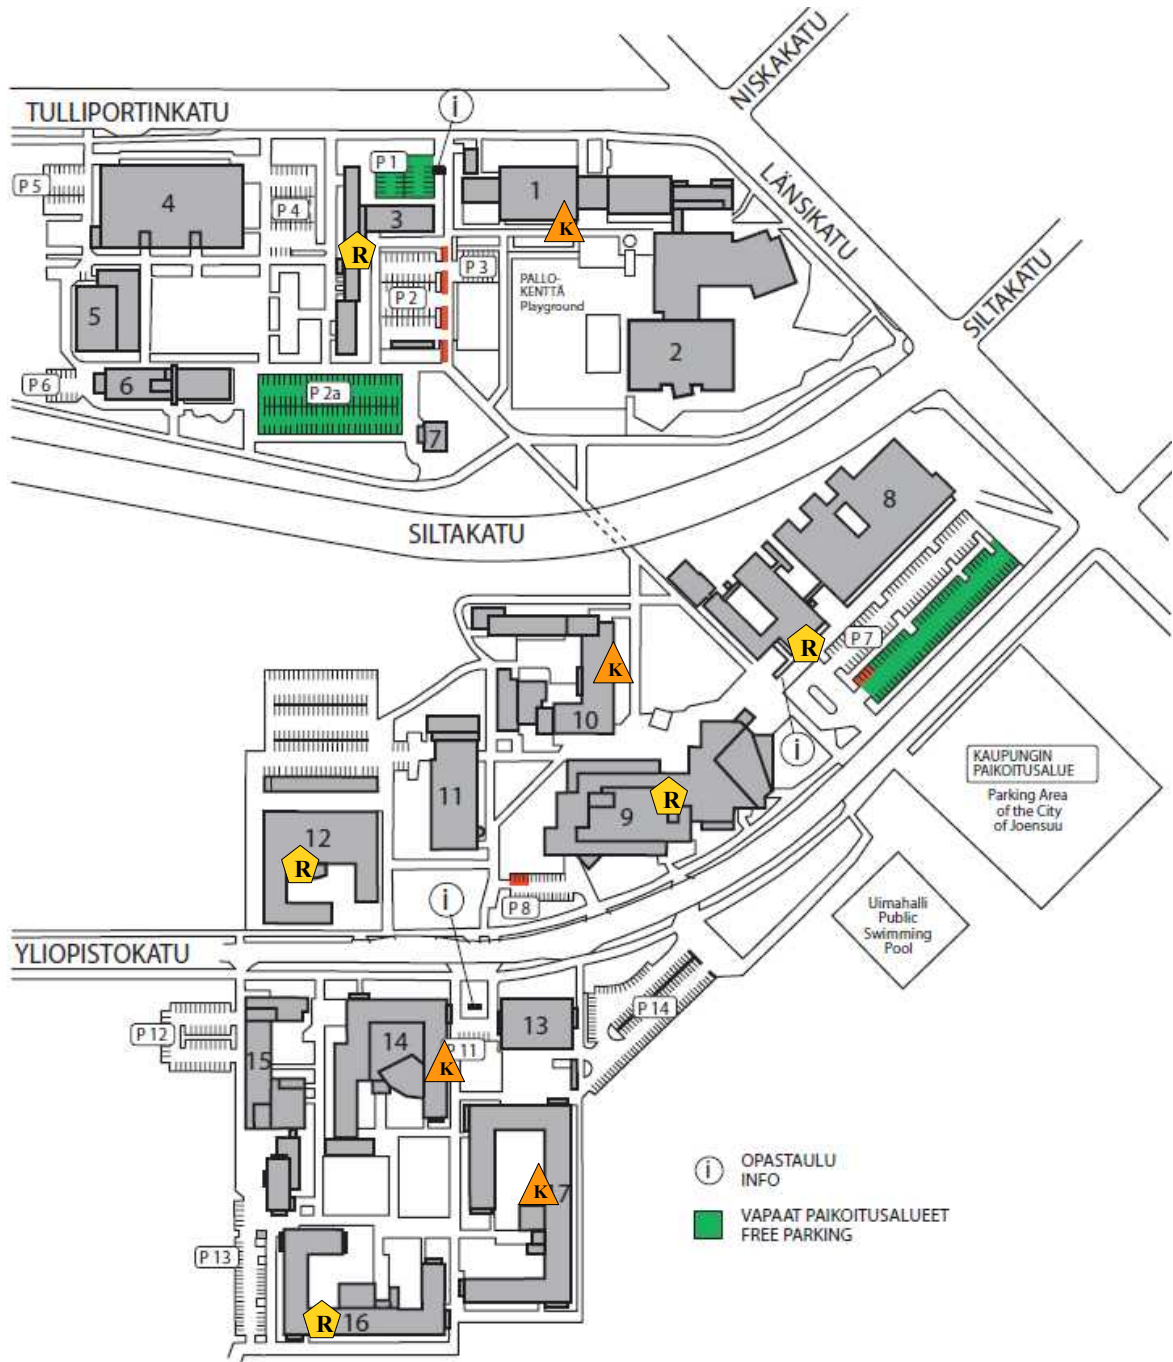 NISKAKATU
TULLIPORTINKATU
i
LÄNSIKATU
SILTAKATU
P 1
P 5
4
P 4
3
R
1
K
P 3
P 2
PALLO-
KENTTÄ
Playground
5
2
P 6
6
P 2a
7
SILTAKATU
8
R
P 7
K
10
i
KAUPUNGIN
PAIKOITUSALUE
Parking Area
of the City
of Joensuu
11
9
R
12
R
i
P 8
Uimahalli
Public
Swimming
Pool
YLIOPISTOKATU
P 12
15
14
K
P 11
13
P 14
K
17
i
OPASTAULU
INFO
VAPAAT PAIKOITUSALUEET
FREE PARKING
P 13
R
16